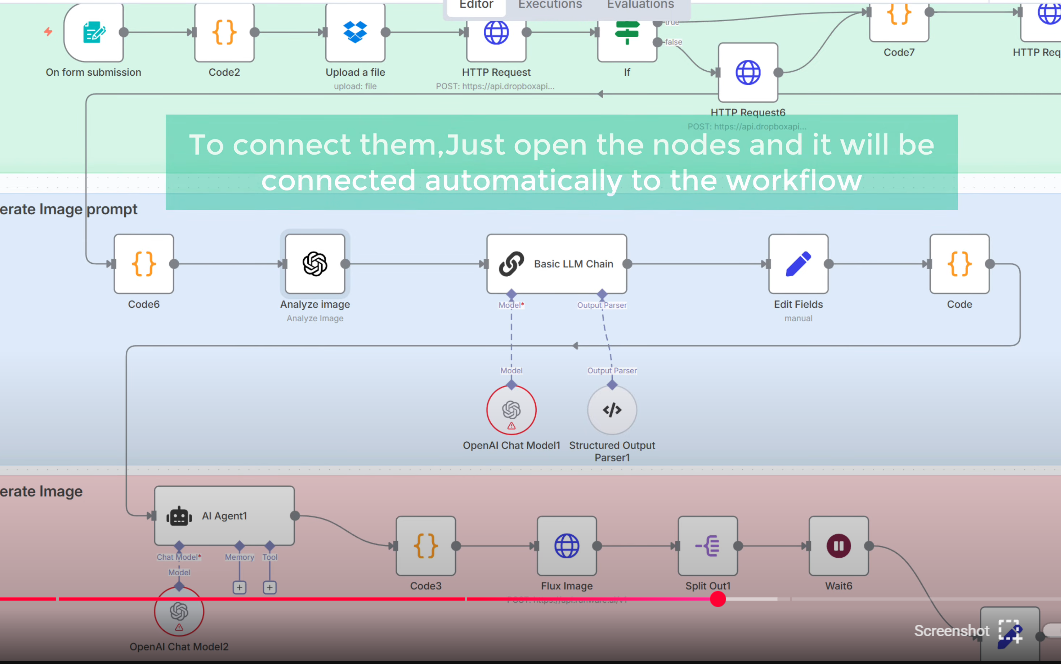 Editor
Executions
Evaluations
On form submission
Code2
Upload a file
upload: file
HTTP Request
POST: https://api.dropboxapi...
If
true
false
Code7
HTTP Req
HTTP Request6
POST: https://api.dropboxapi...
To connect them,Just open the nodes and it will be
connected automatically to the workflow
erate Image prompt
Code6
Analyze image
Analyze Image
Basic LLM Chain
Model*
Output Parser
Edit Fields
manual
Code
Model
Output Parser
OpenAI Chat Model1
Structured Output
Parser1
erate Image
AI Agent1
Chat Model*
Memory
Tool
Model
Code3
Flux Image
Split Out1
Wait6
OpenAI Chat Model2
Screenshot